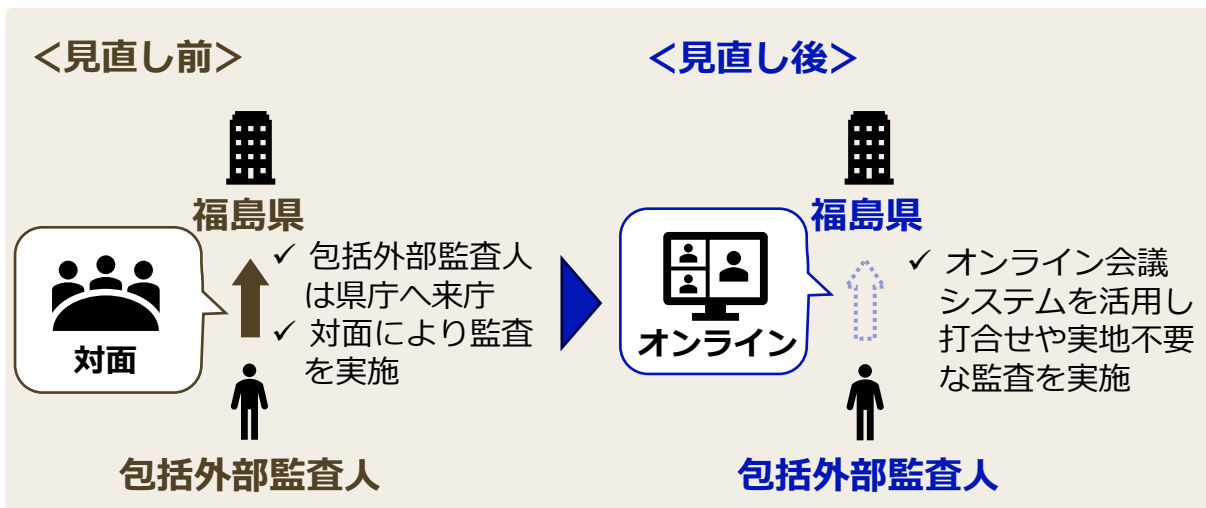 ＜見直し前＞
福島県
対面
✓ 包括外部監査人
は県庁へ来庁
✓ 対面により監査
を実施
包括外部監査人
＜見直し後＞
福島県
オンライン
✓ オンライン会議
システムを活用し
打合せや実地不要
な監査を実施
包括外部監査人